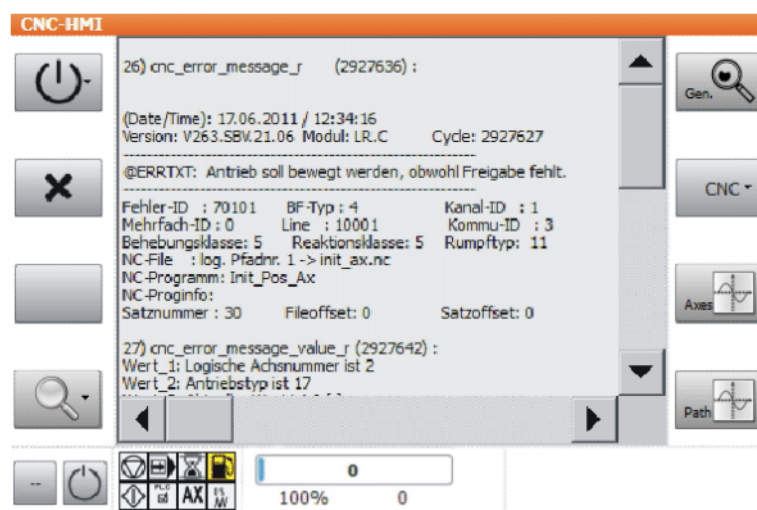 CNC-HMI
26) cnc_error_message_r (2927636) :
(Date/Time): 17.06.2011 / 12:34:16
Version: V263.SBV.21.06 Modul: LR.C Cycle: 2927627
@ERRTXT: Antrieb soll bewegt werden, obwohl Freigabe fehlt.
Fehler-ID : 70101 BF-Typ : 4 Kanal-ID : 1
Mehrfach-ID : 0 Line : 10001 Kommu-ID : 3
Behebungsklasse: 5 Reaktionsklasse: 5 Rumpftyp: 11
NC-File : log. Pfadnr. 1 -> init_ax.nc
NC-Programm: Init_Pos_Ax
NC-Proginfo:
Satznummer : 30 Fileoffset: 0 Satzoffset: 0
27) cnc_error_message_value_r (2927642) :
Wert_1: Logische Achsnummer ist 2
Wert_2: Antriebstyp ist 17
Gen.
CNC
Axes
Path
--
PLC
AX
0
100% 0